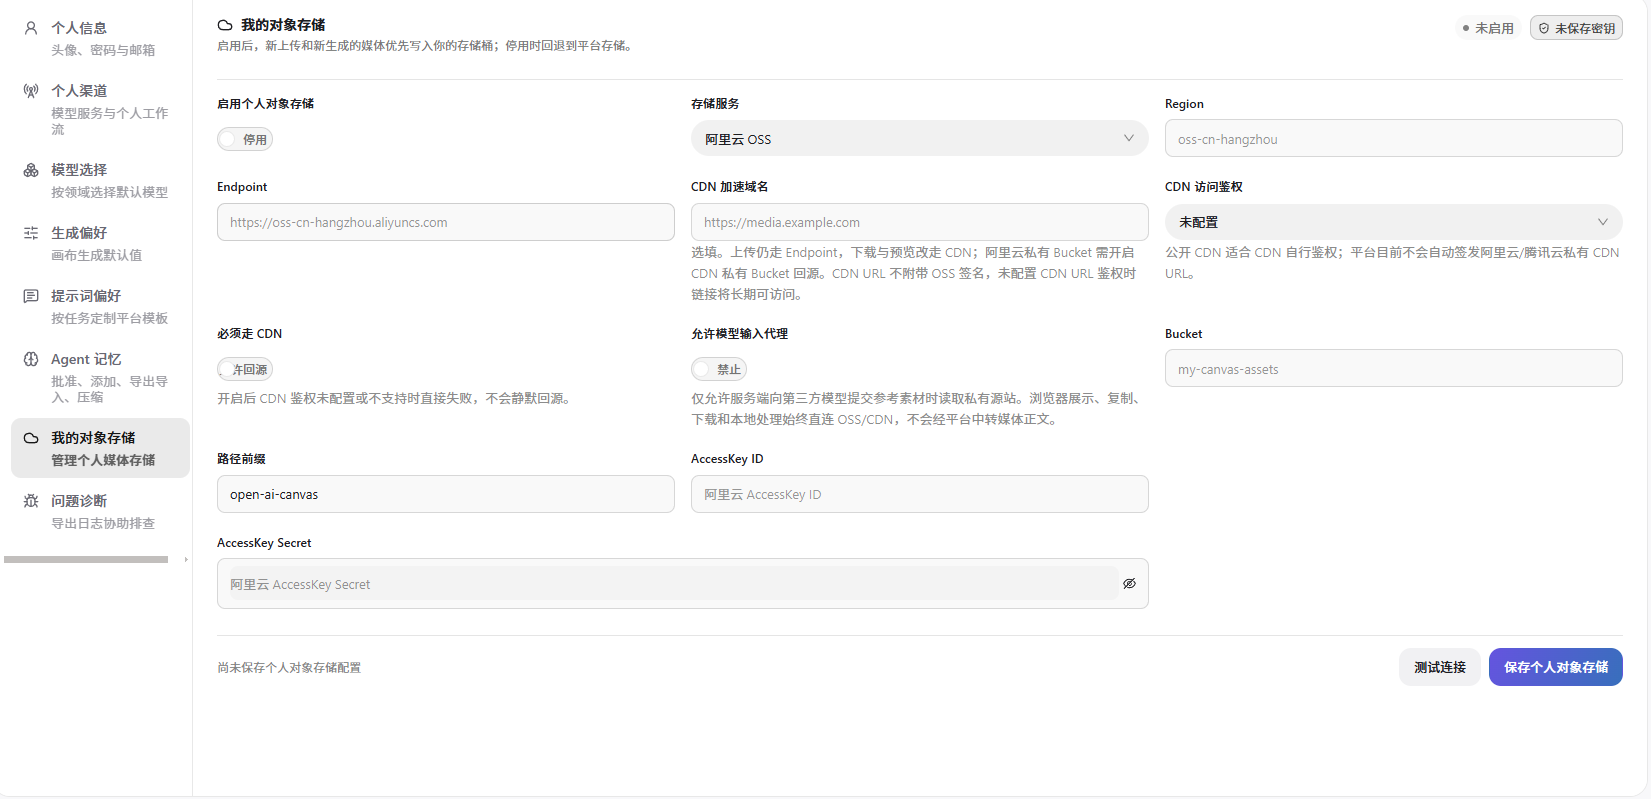 个人信息
头像、密码与邮箱
个人渠道
模型服务与个人工作
流
模型选择
按领域选择默认模型
生成偏好
画布生成默认值
提示词偏好
按任务定制平台模板
Agent 记忆
批准、添加、导出导
入、压缩
我的对象存储
管理个人媒体存储
问题诊断
导出日志协助排查
我的对象存储
启用后，新上传和新生成的媒体优先写入你的存储桶；停用时回退到平台存储。
未启用
未保存密钥
启用个人对象存储
停用
存储服务
阿里云 OSS
Region
oss-cn-hangzhou
Endpoint
https://oss-cn-hangzhou.aliyuncs.com
CDN 加速域名
https://media.example.com
选填。上传仍走 Endpoint，下载与预览改走 CDN；阿里云私有 Bucket 需开启
CDN 私有 Bucket 回源。CDN URL 不附带 OSS 签名，未配置 CDN URL 鉴权时
链接将长期可访问。
CDN 访问鉴权
未配置
公开 CDN 适合 CDN 自行鉴权；平台目前不会自动签发阿里云/腾讯云私有 CDN
URL。
必须走 CDN
许回源
开启后 CDN 鉴权未配置或不支持时直接失败，不会静默回源。
允许模型输入代理
禁止
仅允许服务端向第三方模型提交参考素材时读取私有源站。浏览器展示、复制、
下载和本地处理始终直连 OSS/CDN，不会经平台中转媒体正文。
Bucket
my-canvas-assets
路径前缀
open-ai-canvas
AccessKey ID
阿里云 AccessKey ID
AccessKey Secret
阿里云 AccessKey Secret
尚未保存个人对象存储配置
测试连接
保存个人对象存储